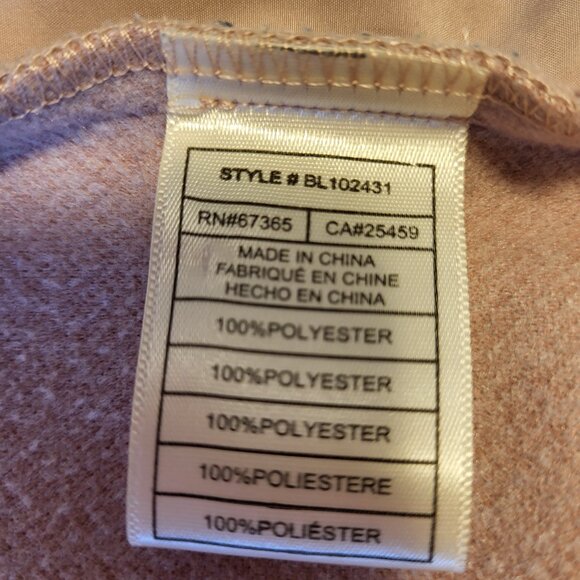 STYLE # BL102431
RN#67365 CA#25459
MADE IN CHINA
FABRIQUÉ EN CHINE
HECHO EN CHINA
100%POLYESTER
100%POLYESTER
100%POLYESTER
100%POLIESTERE
100%POLIÉSTER